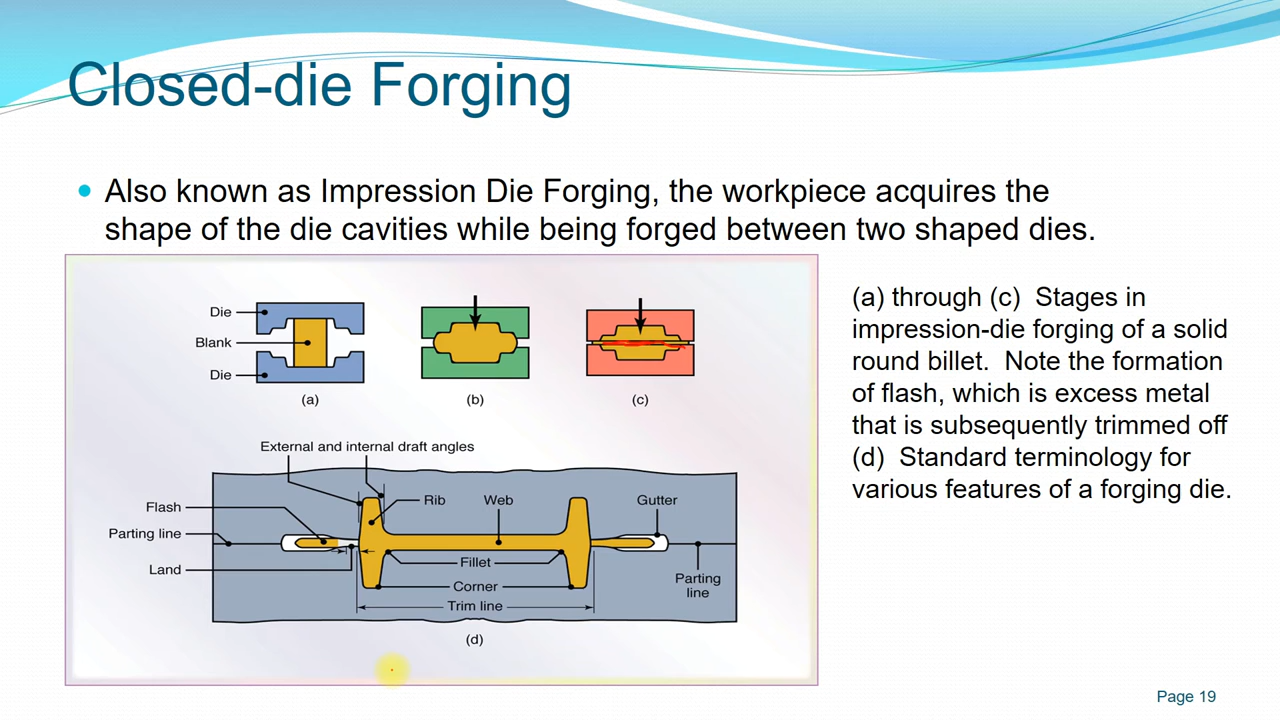 Closed-die Forging
Also known as Impression Die Forging, the workpiece acquires the
shape of the die cavities while being forged between two shaped dies.
Die
Blank
Die
(a)
(b)
(c)
External and internal draft angles
Flash
Parting line
Land
Rib
Web
Gutter
Fillet
Corner
Trim line
Parting
line
(d)
(a) through (c) Stages in
impression-die forging of a solid
round billet. Note the formation
of flash, which is excess metal
that is subsequently trimmed off
(d) Standard terminology for
various features of a forging die.
Page 19